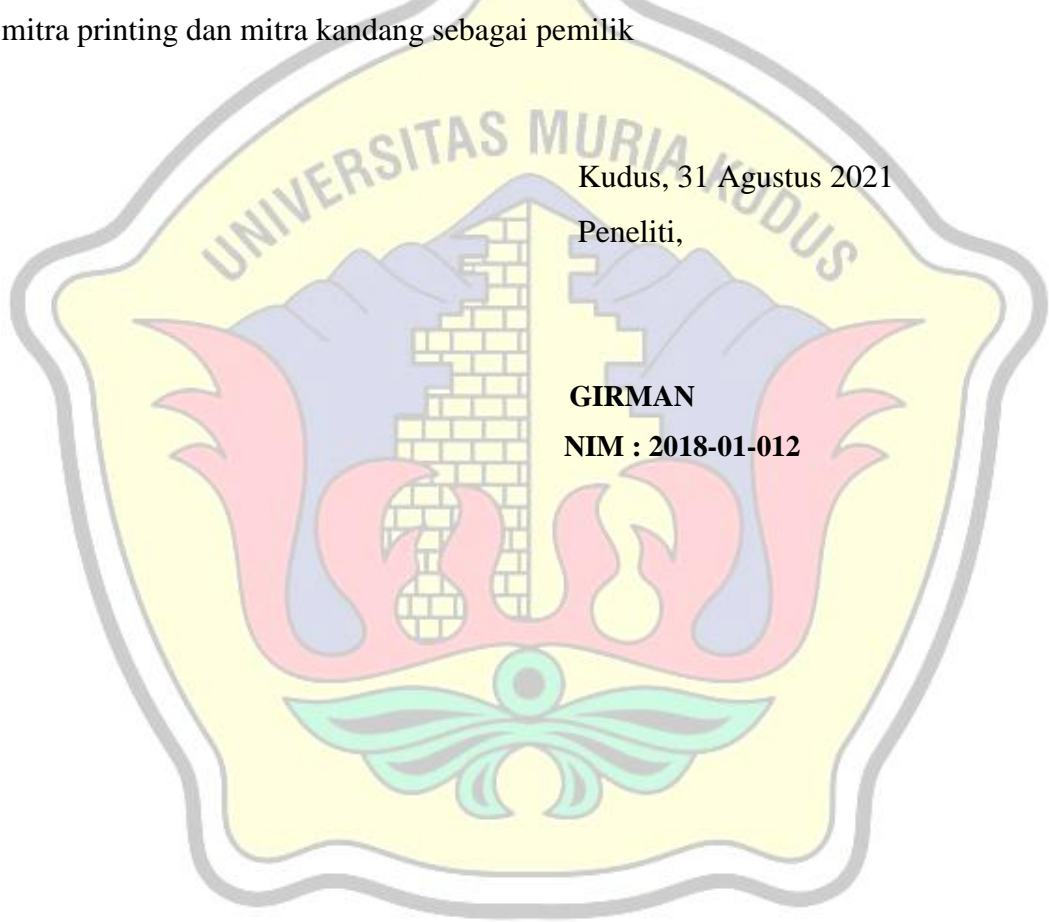 mitra printing dan mitra kandang sebagai pemilik
UNIVERSITAS MURIA KUDUS
Kudus, 31 Agustus 2021
Peneliti,
GIRMAN
NIM : 2018-01-012